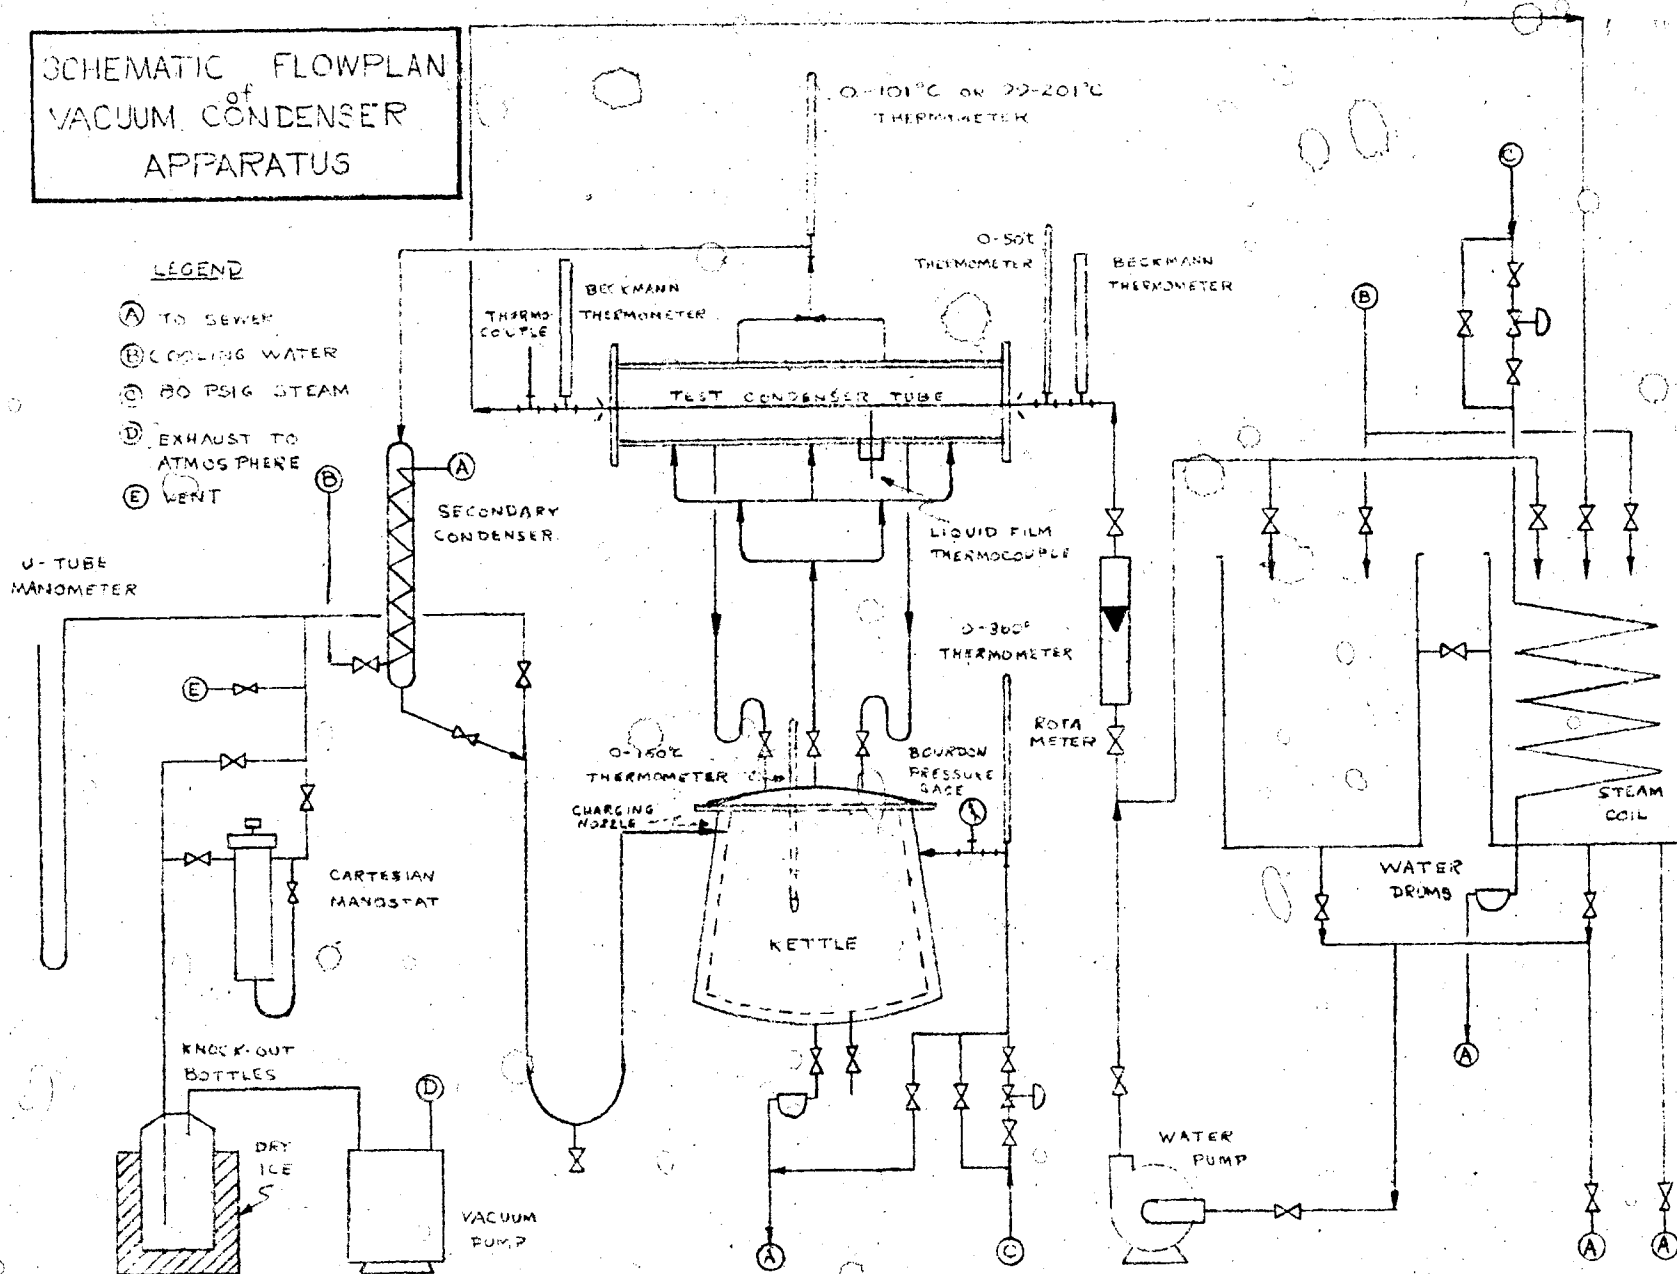 SCHEMATIC FLOWPLAN
of
VACUUM CONDENSER
APPARATUS
LEGEND
A TO SEWER
B COOLING WATER
C 80 PSIG STEAM
D EXHAUST TO
ATMOSPHERE
E VENT
0-101°C OR 99-201°C
THERMOMETER
C
0-50°C
THERMOMETER
BECKMANN
THERMOMETER
B
BECKMANN
THERMOMETER
THERMO-
COUPLE
TEST CONDENSER TUBE
B
A
SECONDARY
CONDENSER
LIQUID FILM
THERMOCOUPLE
U-TUBE
MANOMETER
E
0-360°
THERMOMETER
ROTA
METER
0-150°C
THERMOMETER
BOURDON
PRESSURE
GAGE
CHARGING
NOZZLE
STEAM
COIL
WATER
DRUMS
CARTESIAN
MANOSTAT
KETTLE
KNOCK-OUT
BOTTLES
D
A
DRY
ICE
WATER
PUMP
VACUUM
PUMP
A
C
A
A